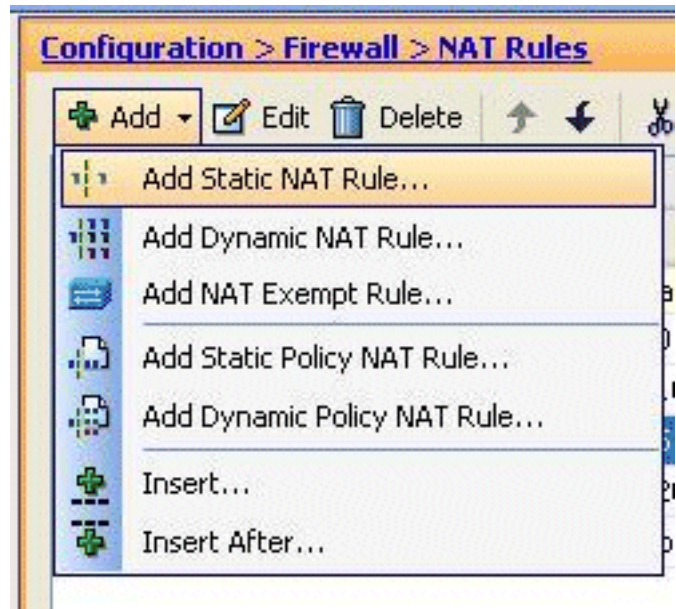 Configuration > Firewall > NAT Rules
Add Edit Delete
Add Static NAT Rule...
Add Dynamic NAT Rule...
Add NAT Exempt Rule...
Add Static Policy NAT Rule...
Add Dynamic Policy NAT Rule...
Insert...
Insert After...